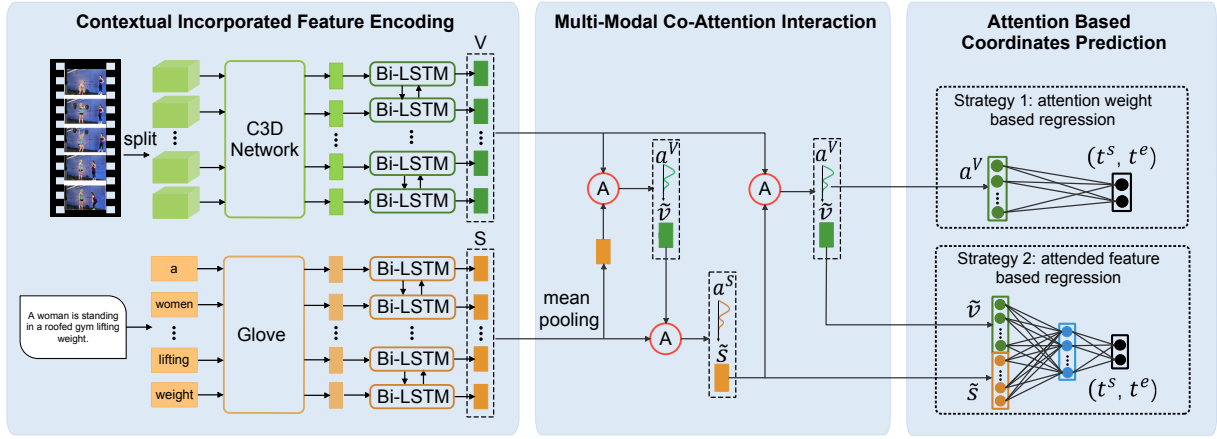 Contextual Incorporated Feature Encoding
V
split
C3D
Network
Bi-LSTM
Bi-LSTM
Bi-LSTM
Bi-LSTM
S
A woman is standing
in a roofed gym lifting
weight.
a
women
lifting
weight
Glove
Bi-LSTM
Bi-LSTM
Bi-LSTM
Bi-LSTM
Multi-Modal Co-Attention Interaction
A
a^V
ṽ
A
a^V
ṽ
mean
pooling
A
a^S
s̃
Attention Based
Coordinates Prediction
Strategy 1: attention weight
based regression
a^V
(t^s, t^e)
Strategy 2: attended feature
based regression
ṽ
s̃
(t^s, t^e)